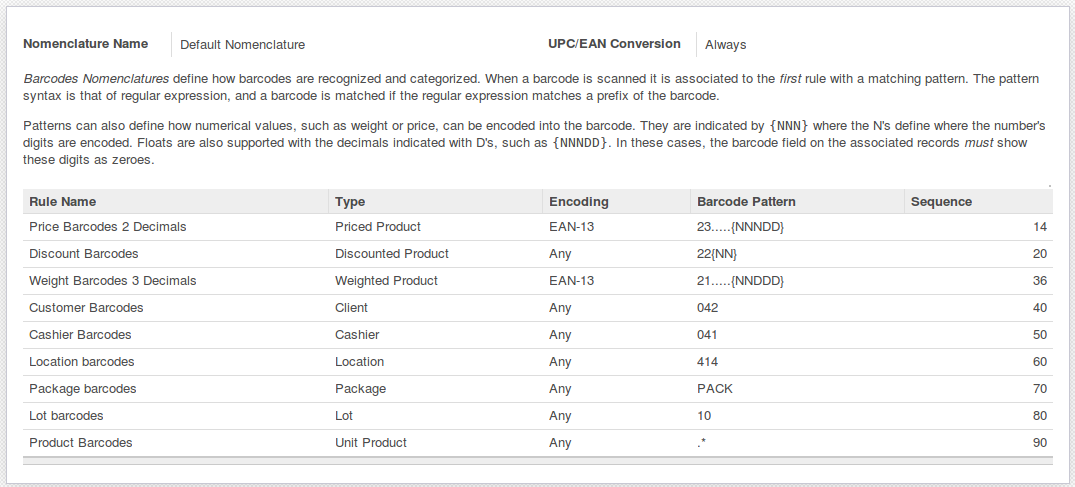 Nomenclature Name Default Nomenclature UPC/EAN Conversion Always
Barcodes Nomenclatures define how barcodes are recognized and categorized. When a barcode is scanned it is associated to the first rule with a matching pattern. The pattern
syntax is that of regular expression, and a barcode is matched if the regular expression matches a prefix of the barcode.
Patterns can also define how numerical values, such as weight or price, can be encoded into the barcode. They are indicated by {NNN} where the N's define where the number's
digits are encoded. Floats are also supported with the decimals indicated with D's, such as {NNNDD}. In these cases, the barcode field on the associated records must show
these digits as zeroes.
Rule Name Type Encoding Barcode Pattern Sequence
Price Barcodes 2 Decimals Priced Product EAN-13 23.....{NNNDD} 14
Discount Barcodes Discounted Product Any 22{NN} 20
Weight Barcodes 3 Decimals Weighted Product EAN-13 21.....{NNDDD} 36
Customer Barcodes Client Any 042 40
Cashier Barcodes Cashier Any 041 50
Location barcodes Location Any 414 60
Package barcodes Package Any PACK 70
Lot barcodes Lot Any 10 80
Product Barcodes Unit Product Any .* 90